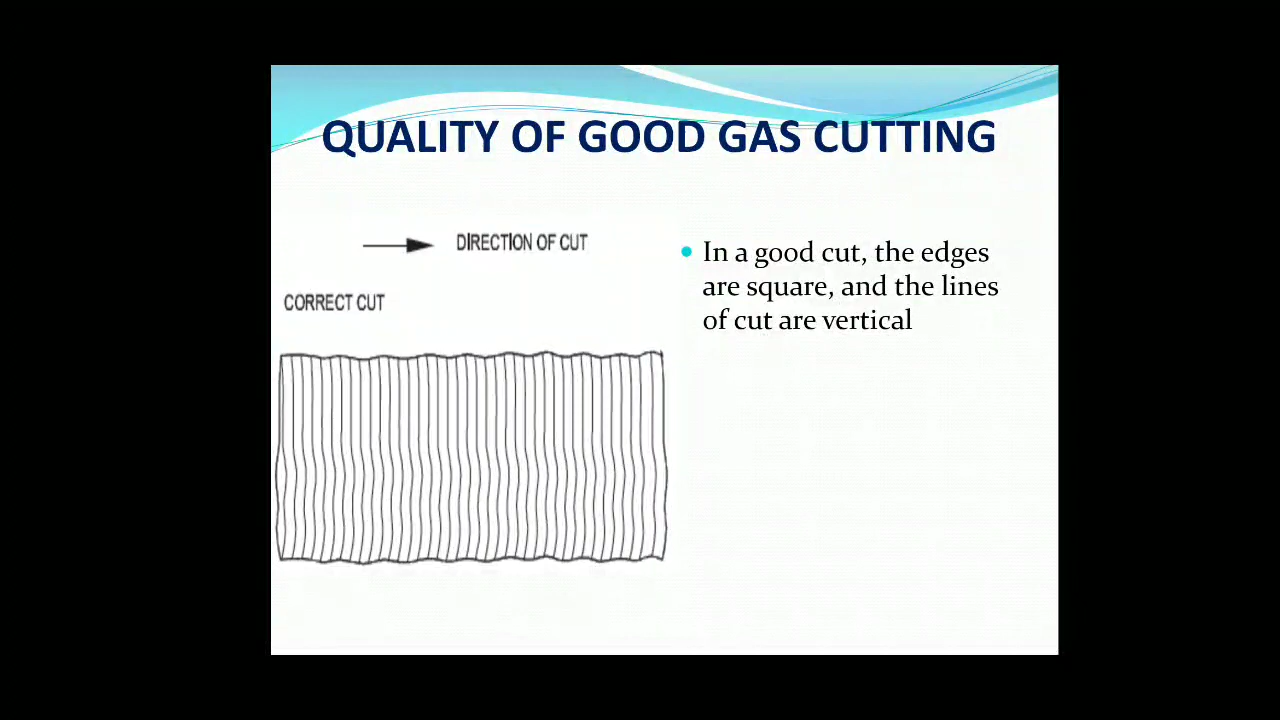 QUALITY OF GOOD GAS CUTTING
DIRECTION OF CUT
CORRECT CUT
• In a good cut, the edges
are square, and the lines
of cut are vertical